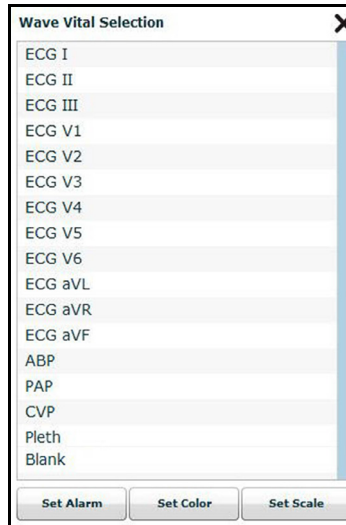 Wave Vital Selection
ECG I
ECG II
ECG III
ECG V1
ECG V2
ECG V3
ECG V4
ECG V5
ECG V6
ECG aVL
ECG aVR
ECG aVF
ABP
PAP
CVP
Pleth
Blank
Set Alarm Set Color Set Scale